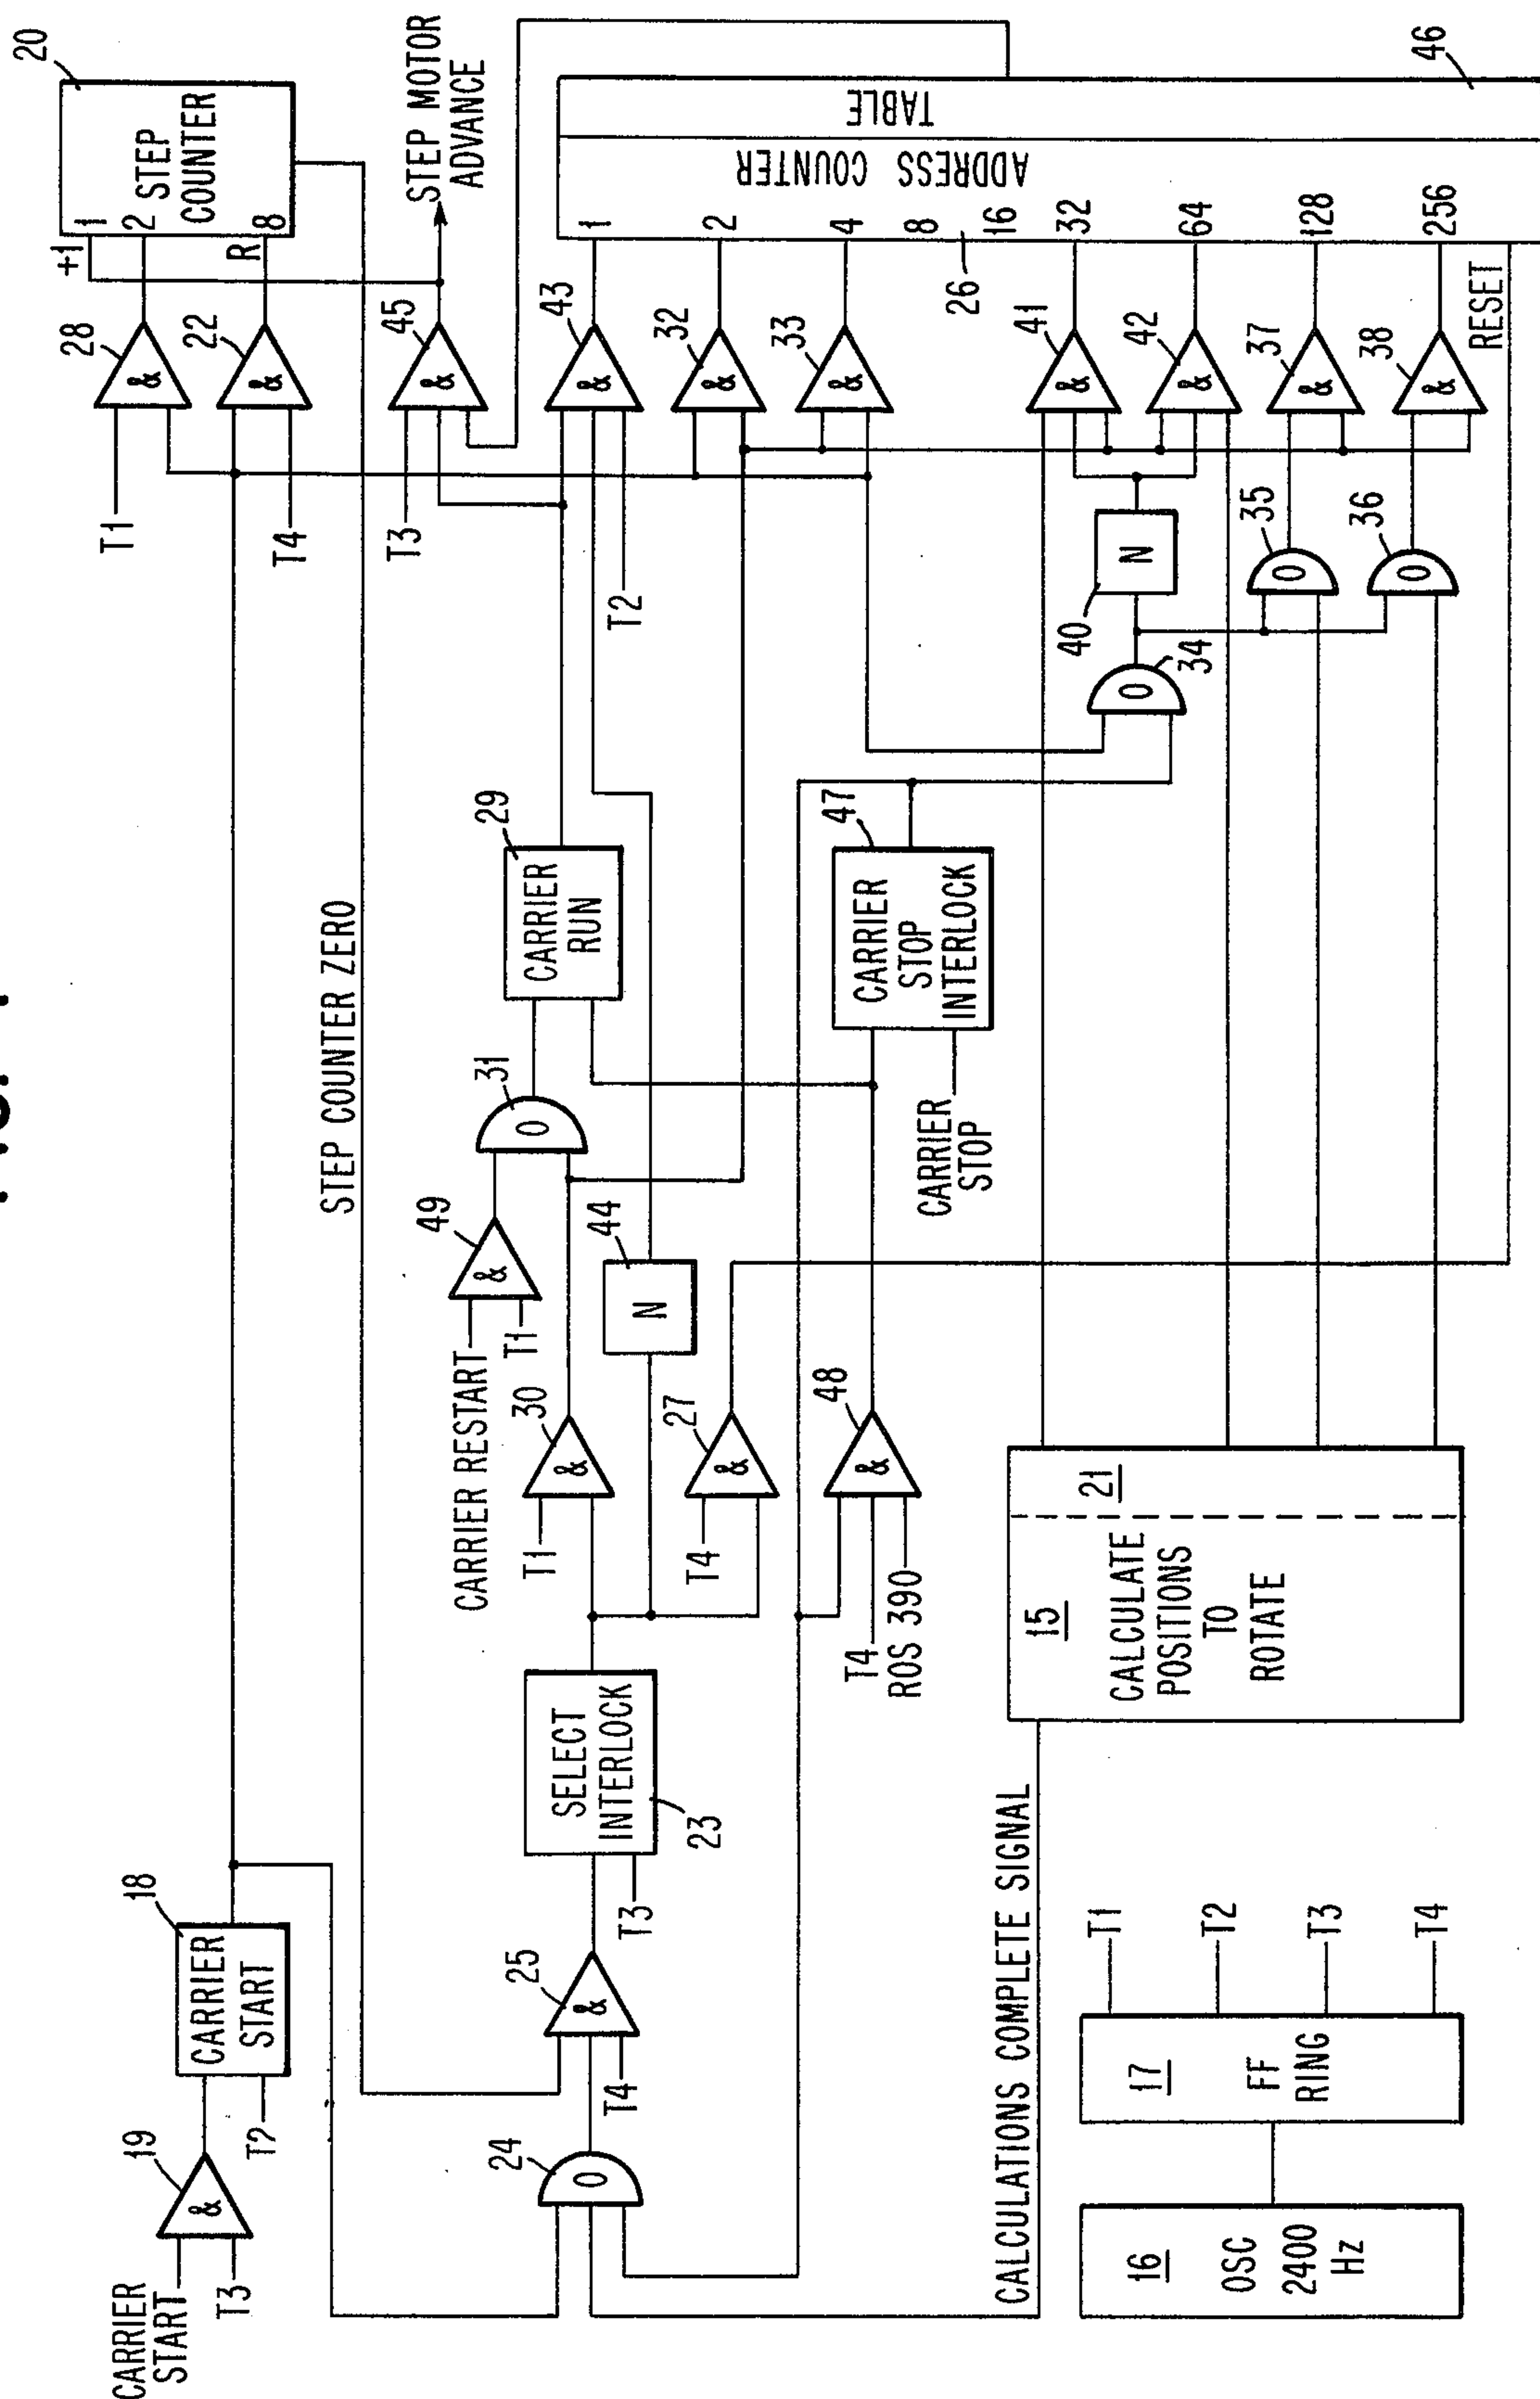 CARRIER
START
T3
19
&
T2
18
CARRIER
START
T1
28
&
T4
22
&
+1
1
2
R
8
STEP
COUNTER
20
STEP COUNTER ZERO
T3
45
&
STEP MOTOR
ADVANCE
24
O
25
&
T4
T3
SELECT
INTERLOCK
23
T1
30
&
CARRIER RESTART
T1
49
&
31
O
CARRIER
RUN
29
44
N
T4
27
&
T2
43
&
32
&
33
&
T4
ROS 390
48
&
CARRIER
STOP
CARRIER
STOP
INTERLOCK
47
O
34
40
N
O
35
O
36
41
&
42
&
37
&
38
&
RESET
1
2
4
8
16
32
64
128
256
26
ADDRESS COUNTER
TABLE
46
CALCULATIONS COMPLETE SIGNAL
15
CALCULATE
POSITIONS
TO
ROTATE
21
16
OSC
2400
Hz
17
FF
RING
T1
T2
T3
T4